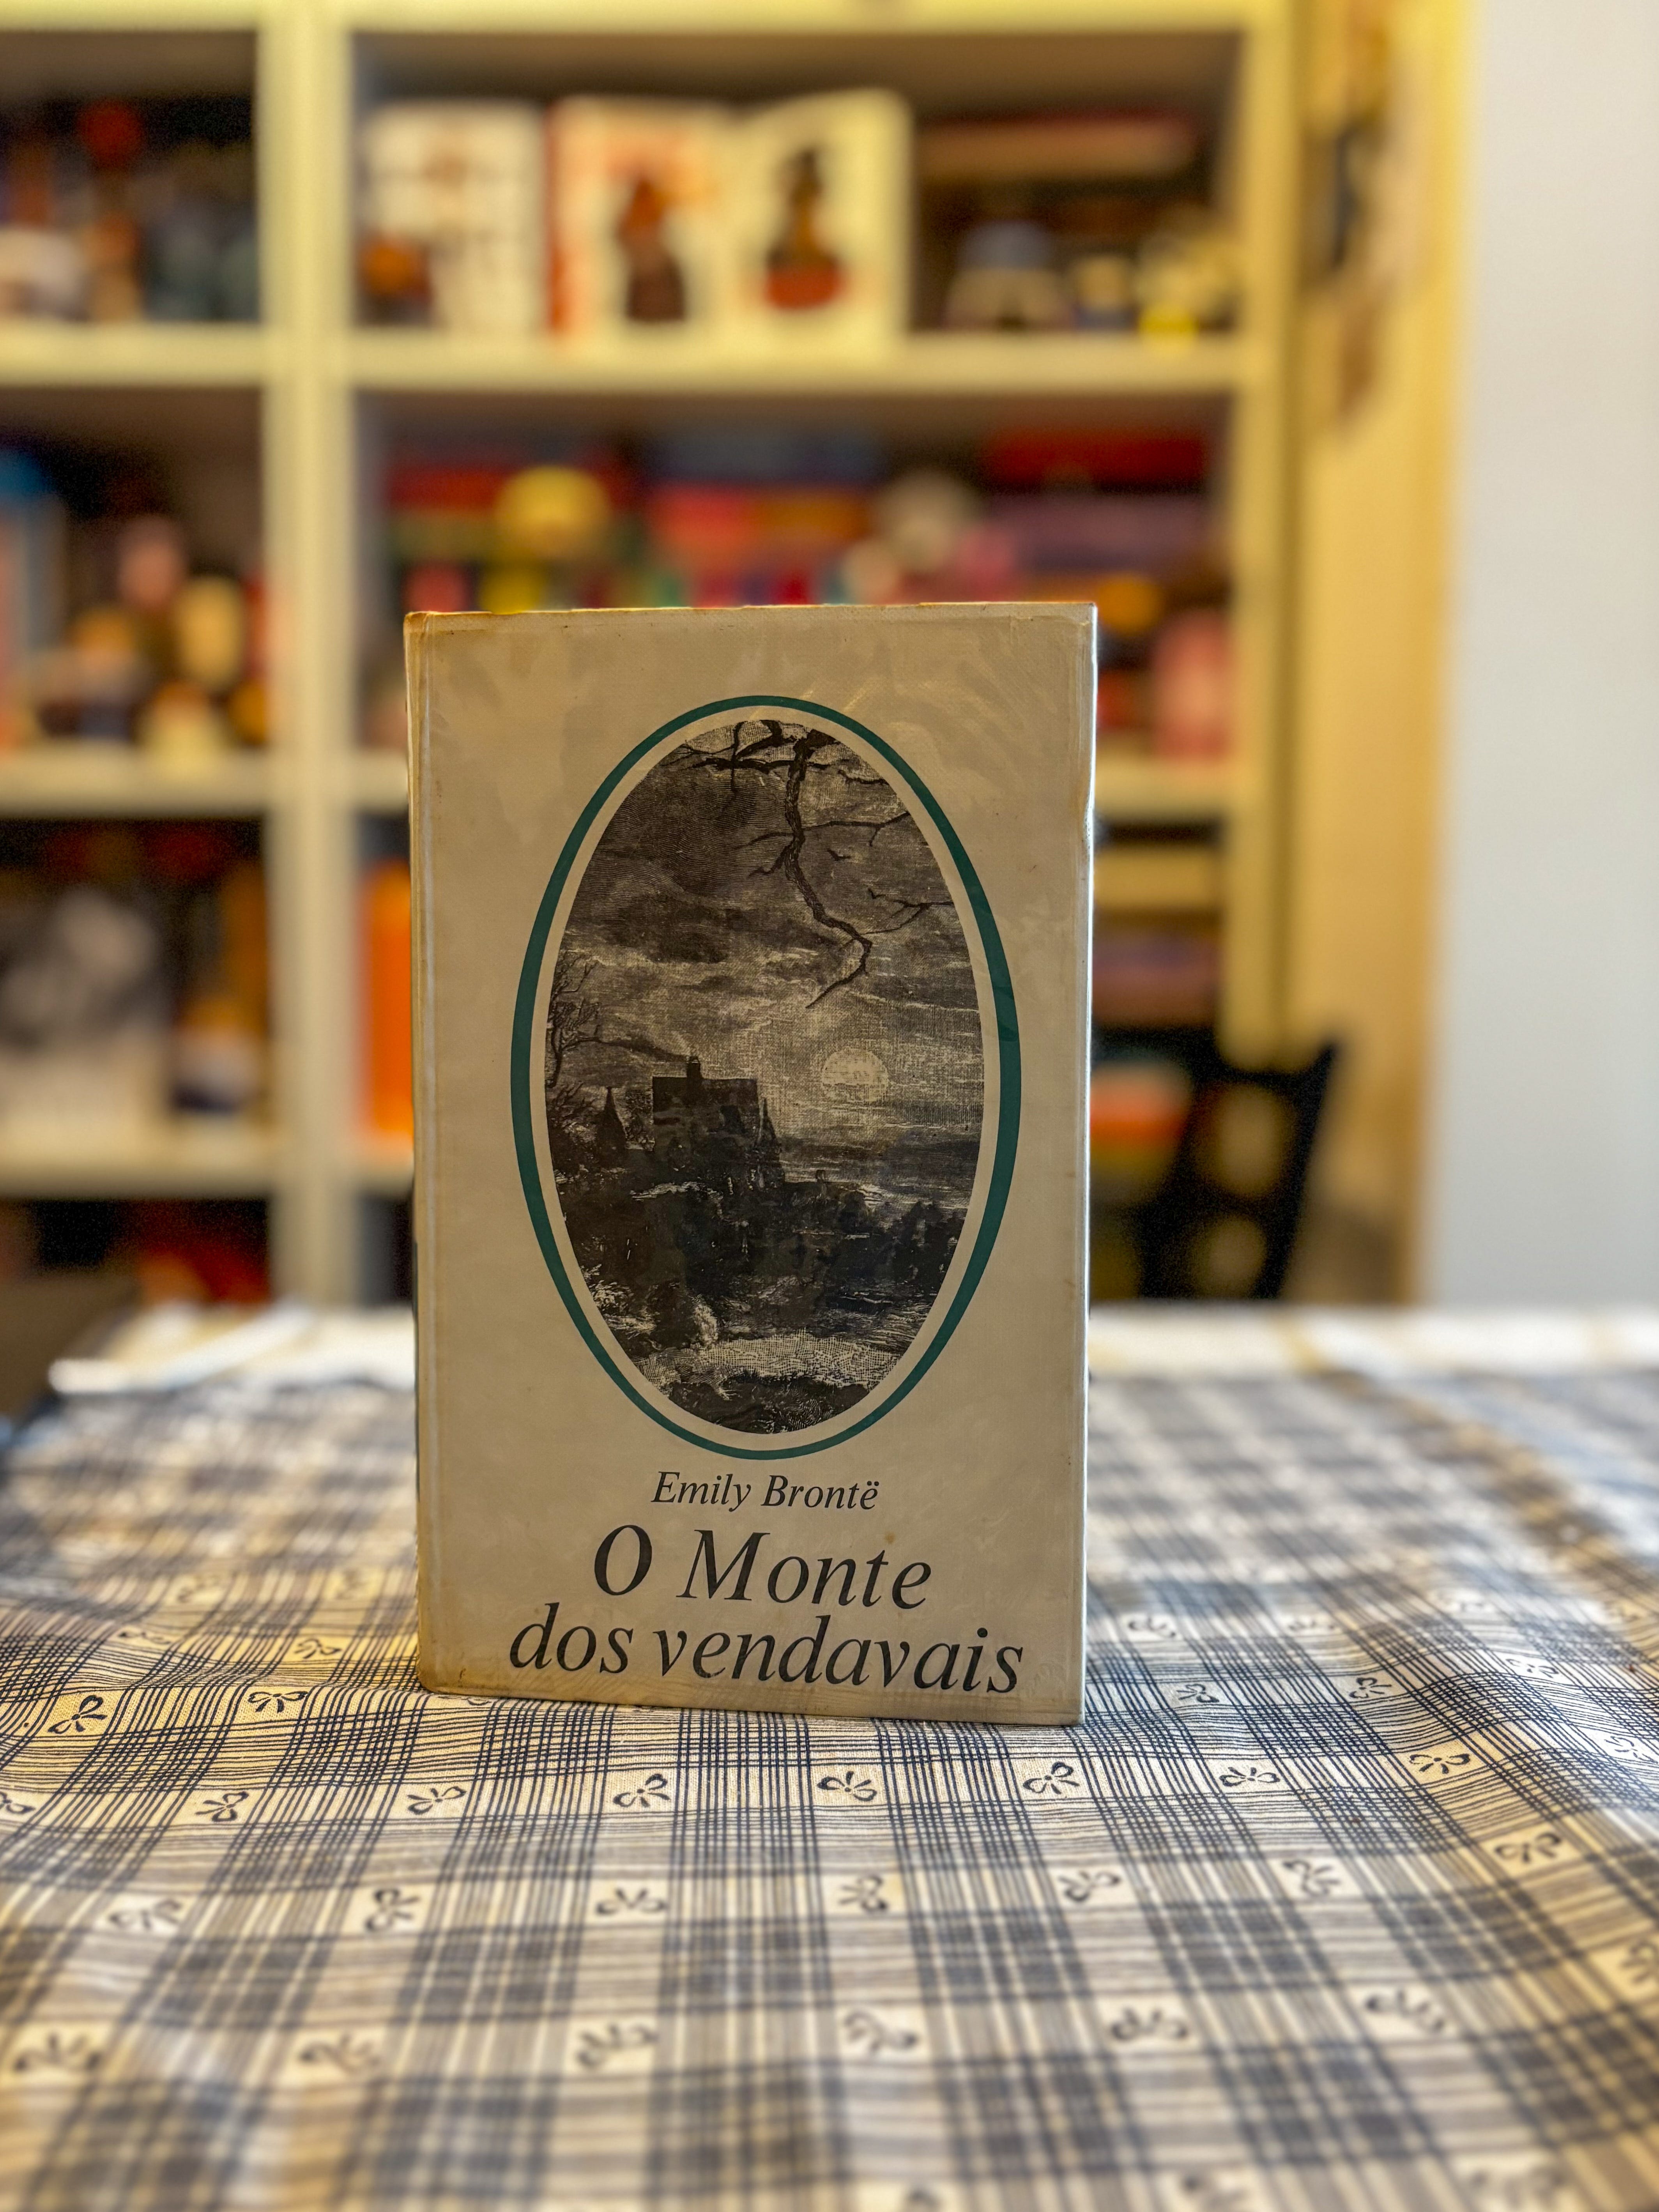 Emily Brontë
O Monte
dos vendavais